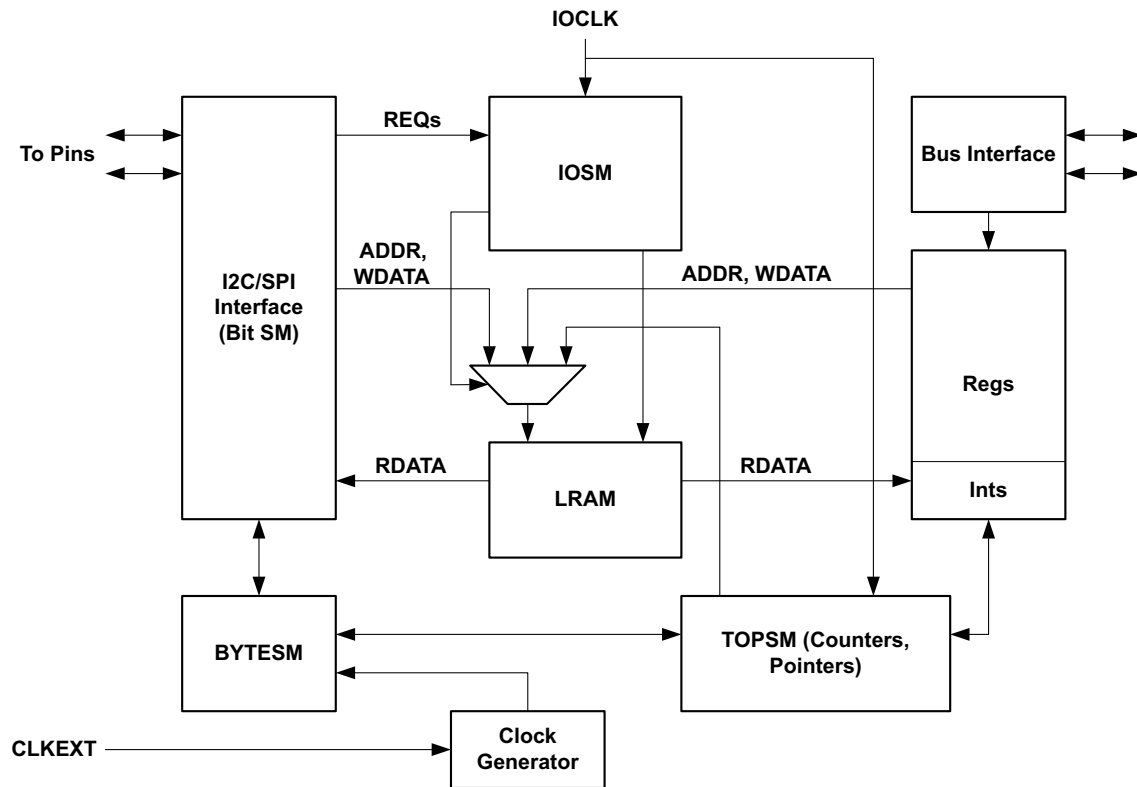 IOCLK
REQs
To Pins
IOSM
Bus Interface
I2C/SPI
Interface
(Bit SM)
ADDR,
WDATA
ADDR, WDATA
Regs
RDATA
LRAM
RDATA
Ints
BYTESM
TOPSM (Counters,
Pointers)
CLKEXT
Clock
Generator